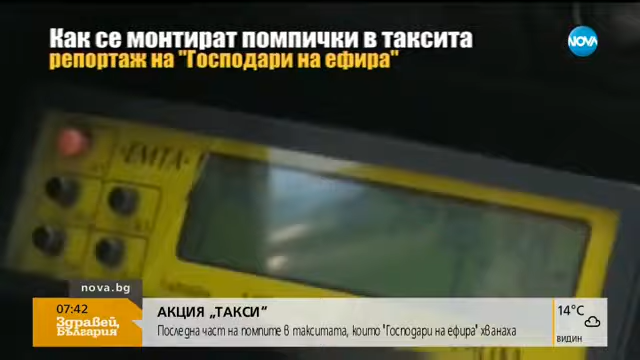 Как се монтират помпички в таксита
репортаж на "Господари на ефира"
NOVA
ЕМТА
nova.bg
07:42
АКЦИЯ „ТАКСИ“
14°C
Здравей, България
Последна част на помпите в такситата, които "Господари на ефира" хванаха
ВИДИН